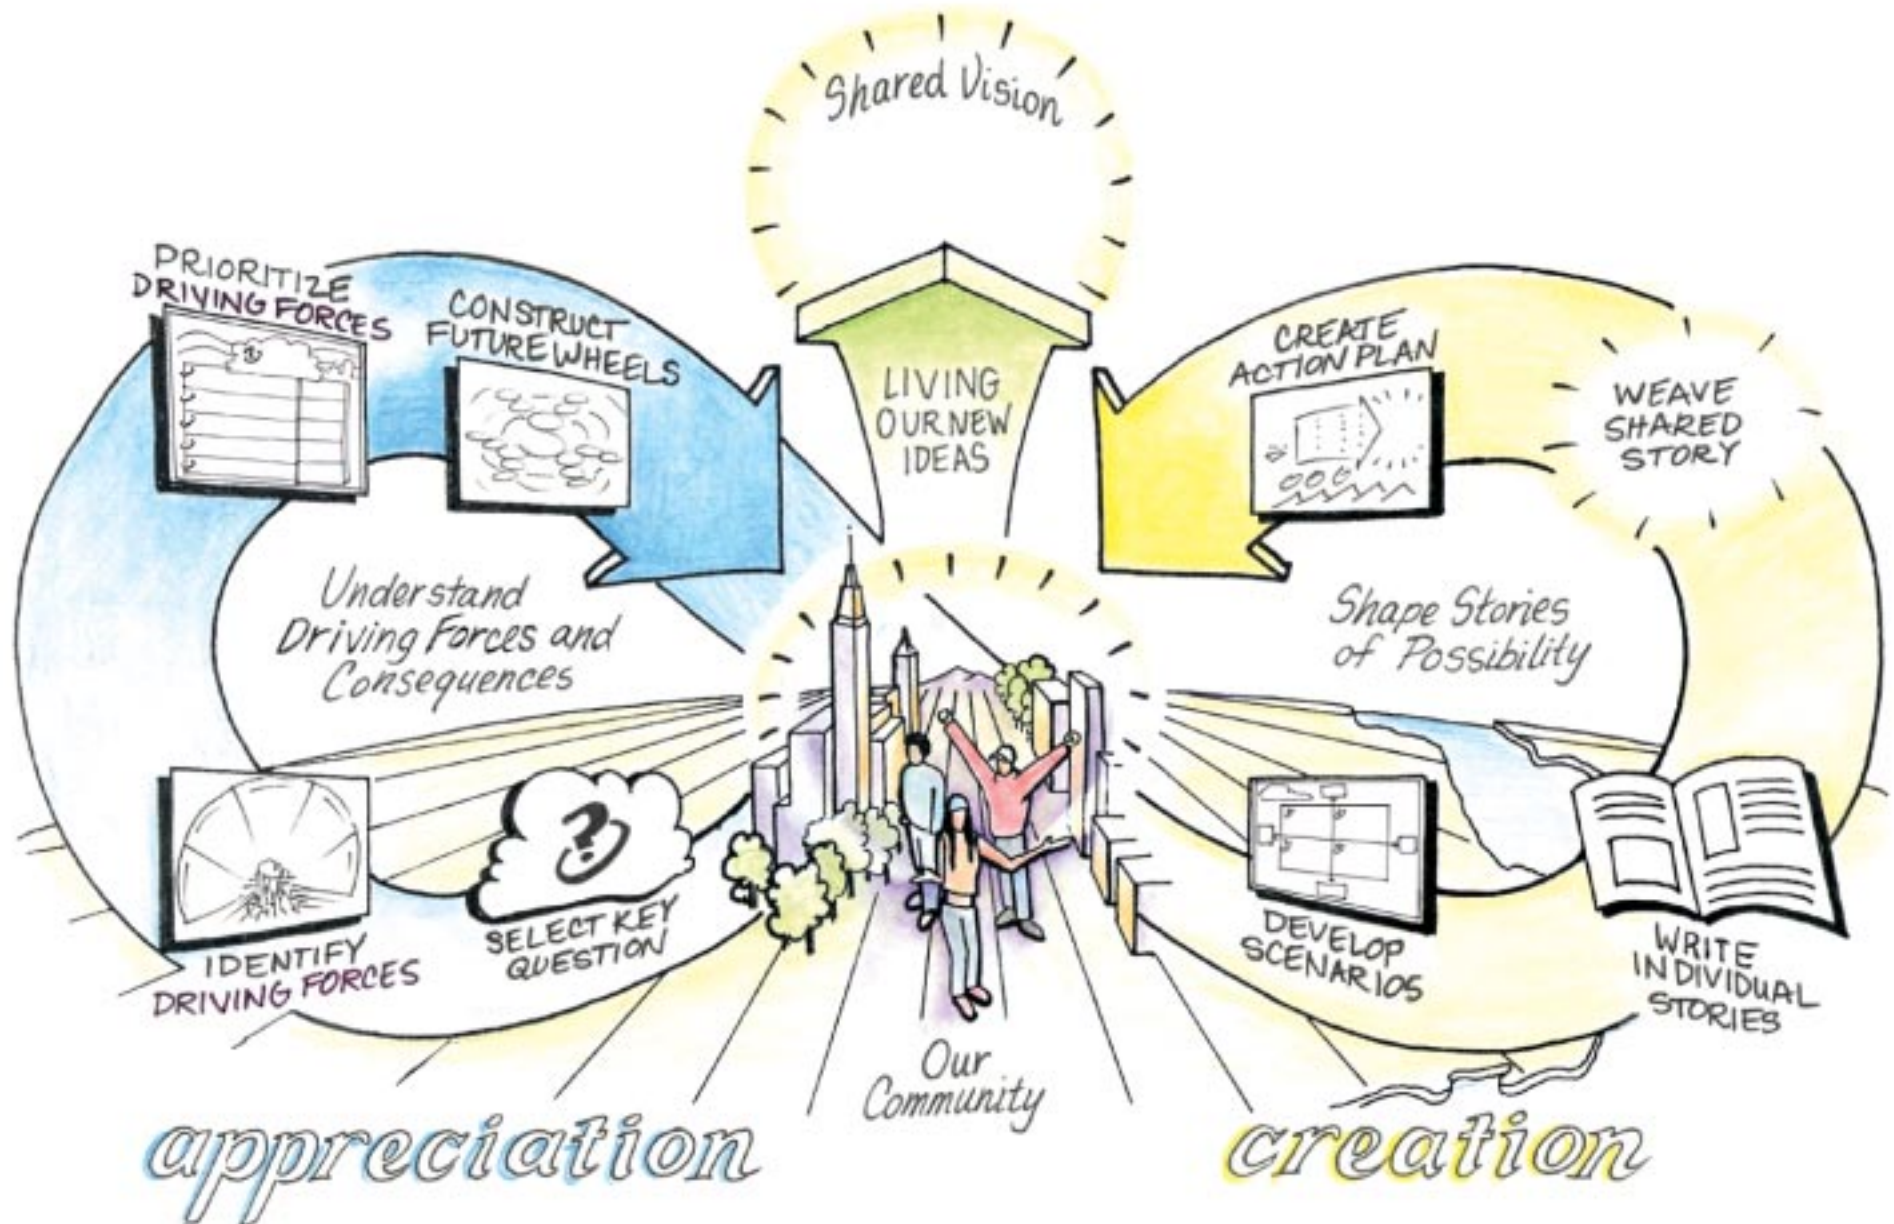 Shared Vision
PRIORITIZE
DRIVING FORCES
CONSTRUCT
FUTURE WHEELS
LIVING
OUR NEW
IDEAS
CREATE
ACTION PLAN
WEAVE
SHARED
STORY
Understand
Driving Forces and
Consequences
Shape Stories
of Possibility
?
IDENTIFY
DRIVING FORCES
SELECT KEY
QUESTION
DEVELOP
SCENARIOS
WRITE
INDIVIDUAL
STORIES
Our
Community
appreciation
creation